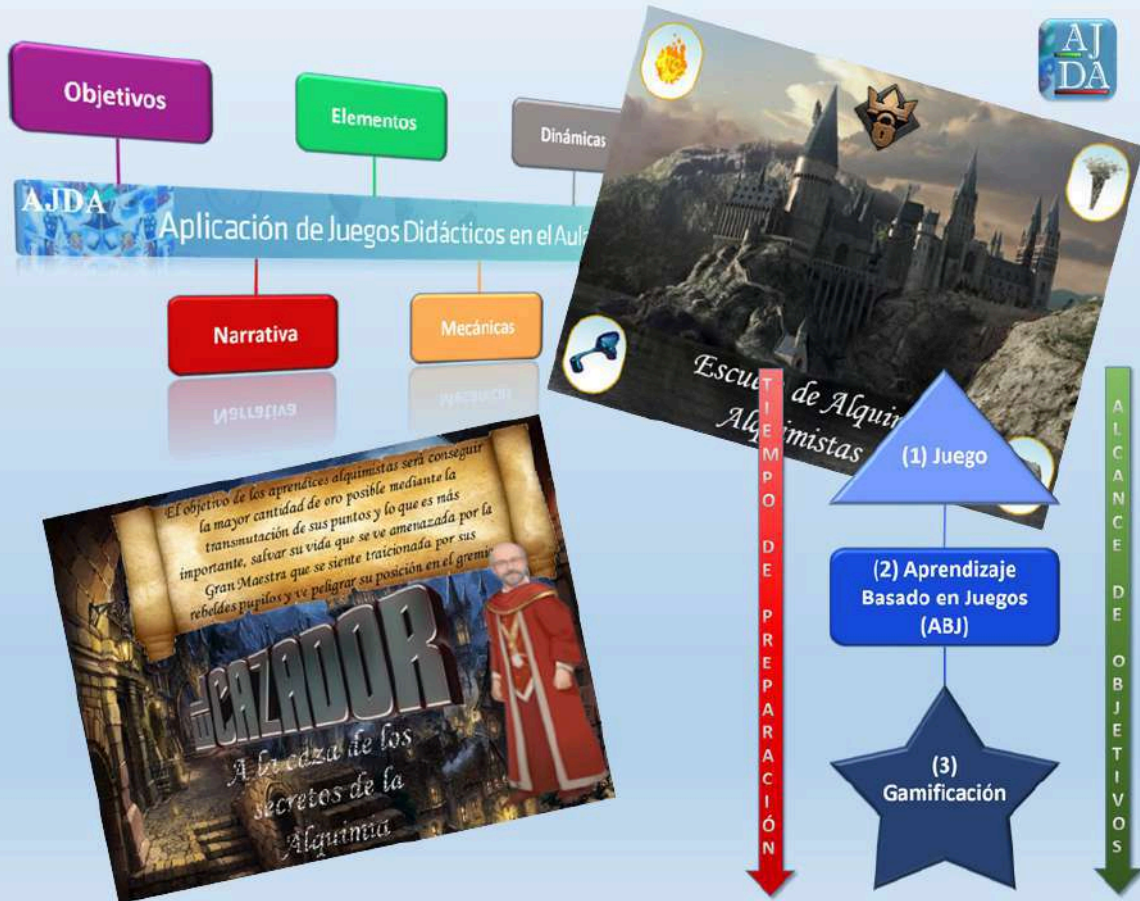 AJ
DA
Objetivos
Elementos
Dinámicas
AJDA
Aplicación de Juegos Didácticos en el Aula
Narrativa
Mecánicas
Narrativa
Mecánicas
de Alqui
Alquimistas
El objetivo de los aprendices alquimistas será conseguir
la mayor cantidad de oro posible mediante la
transmutación de sus puntos y lo que es más
importante, salvar su vida que se ve amenazada por la
Gran Maestra que se siente traicionada por sus
rebeldes pupilos y ve peligrar su posición en el gremio
EL CAZADOR
A la caza de los
secretos de la
Alquimia
TIEMPO DE PREPARACIÓN
(1) Juego
(2) Aprendizaje
Basado en Juegos
(ABJ)
(3)
Gamificación
ALCANCE DE OBJETIVOS